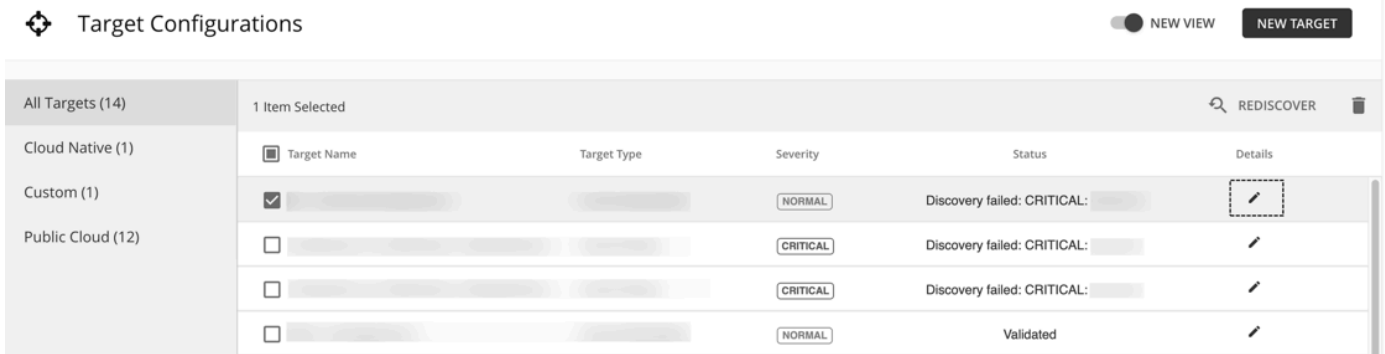 Target Configurations
NEW VIEW
NEW TARGET
All Targets (14)
Cloud Native (1)
Custom (1)
Public Cloud (12)
1 Item Selected
REDISCOVER
Target Name Target Type Severity Status Details
NORMAL Discovery failed: CRITICAL:
CRITICAL Discovery failed: CRITICAL:
CRITICAL Discovery failed: CRITICAL:
NORMAL Validated